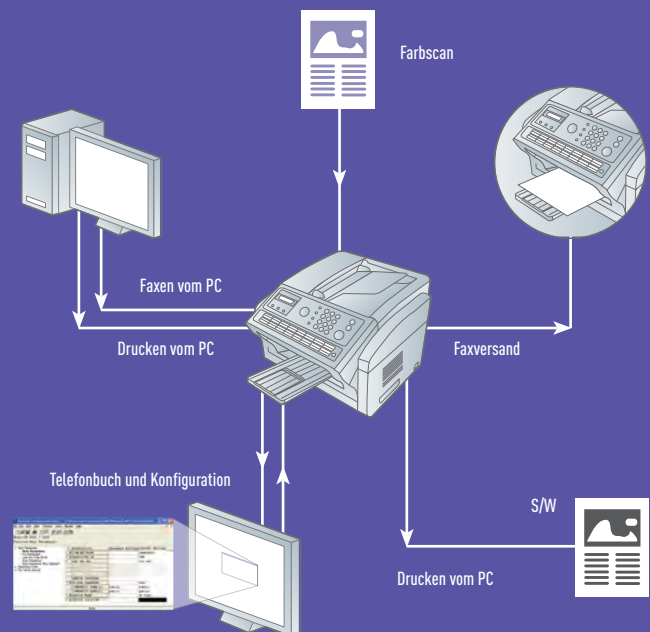 Farbscan
Faxen vom PC
Drucken vom PC
Faxversand
Telefonbuch und Konfiguration
S/W
Drucken vom PC